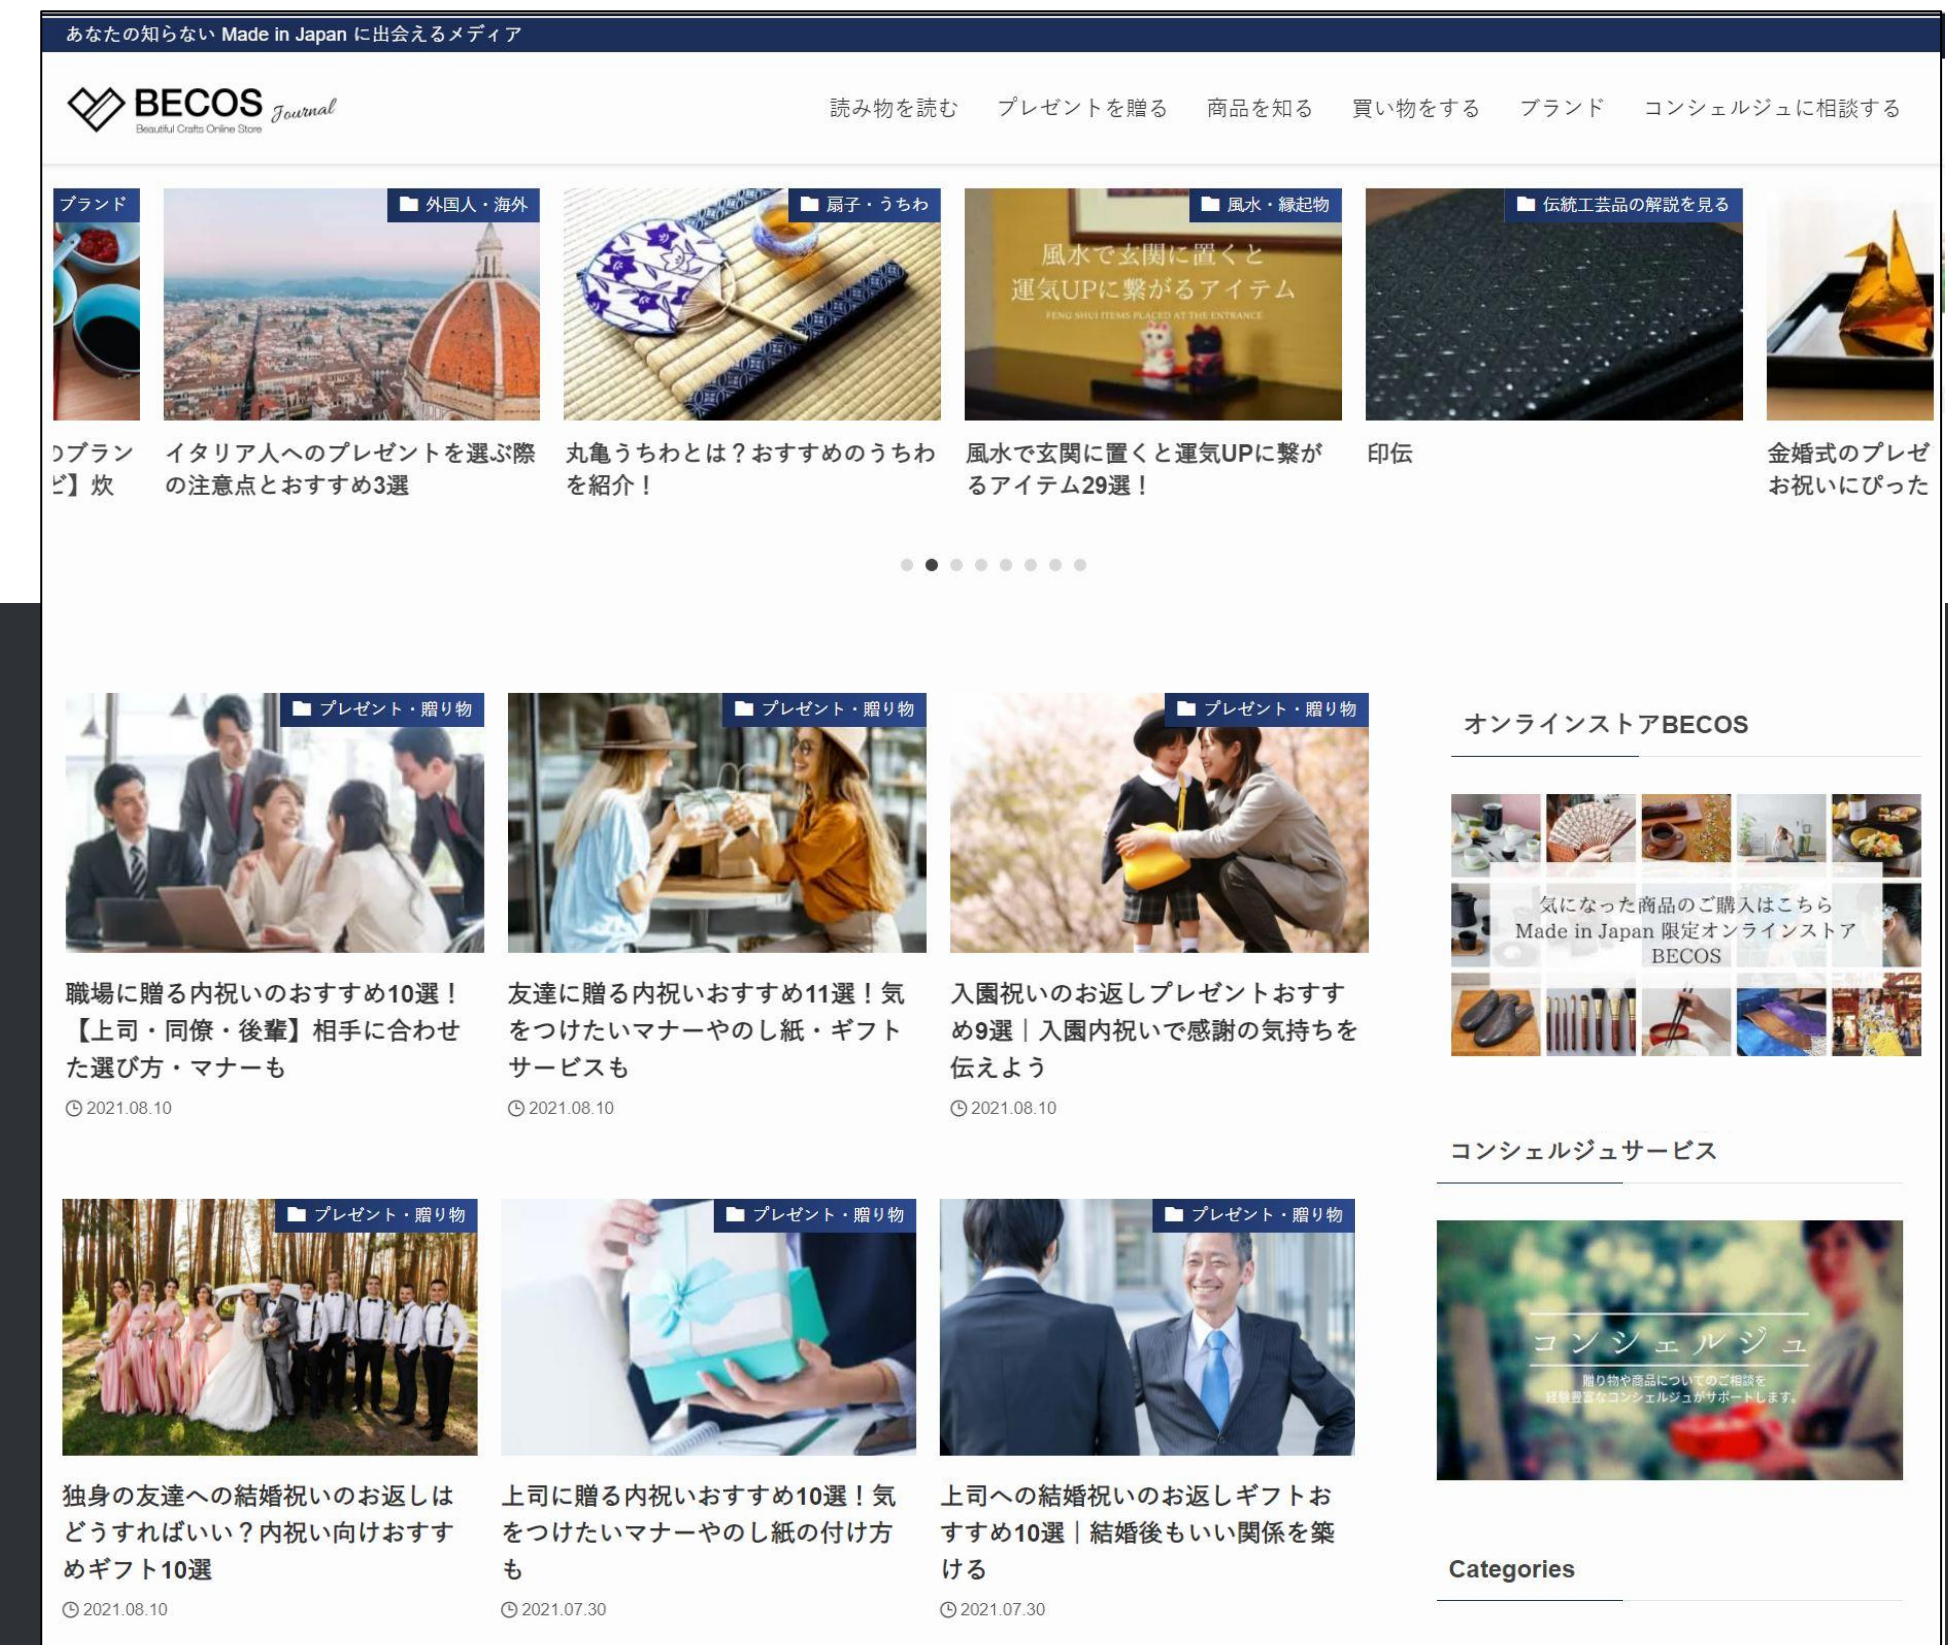 あなたの知らない Made in Japan に出会えるメディア
BECOS Journal
Beautiful Crafts Online Store
読み物を読む プレゼントを贈る 商品を知る 買い物をする ブランド コンシェルジュに相談する
ブランド
外国人・海外
扇子・うちわ
風水・縁起物
伝統工芸品の解説を見る
風水で玄関に置くと
運気UPに繋がるアイテム
FENG SHUI ITEMS PLACED AT THE ENTRANCE
のブラン
ど】炊
イタリア人へのプレゼントを選ぶ際
の注意点とおすすめ3選
丸亀うちわとは？おすすめのうちわ
を紹介！
風水で玄関に置くと運気UPに繋が
るアイテム29選！
印伝
金婚式のプレゼ
お祝いにぴった
プレゼント・贈り物
職場に贈る内祝いのおすすめ10選！
【上司・同僚・後輩】相手に合わせ
た選び方・マナーも
2021.08.10
プレゼント・贈り物
友達に贈る内祝いおすすめ11選！気
をつけたいマナーやのし紙・ギフト
サービスも
2021.08.10
プレゼント・贈り物
入園祝いのお返しプレゼントおすす
め9選｜入園内祝いで感謝の気持ちを
伝えよう
2021.08.10
オンラインストアBECOS
気になった商品のご購入はこちら
Made in Japan 限定オンラインストア
BECOS
プレゼント・贈り物
独身の友達への結婚祝いのお返しは
どうすればいい？内祝い向けおすす
めギフト10選
2021.08.10
プレゼント・贈り物
上司に贈る内祝いおすすめ10選！気
をつけたいマナーやのし紙の付け方
も
2021.07.30
プレゼント・贈り物
上司への結婚祝いのお返しギフトお
すすめ10選｜結婚後もいい関係を築
ける
2021.07.30
コンシェルジュサービス
コンシェルジュ
贈り物や商品についてのご相談を
経験豊富なコンシェルジュがサポートします。
Categories